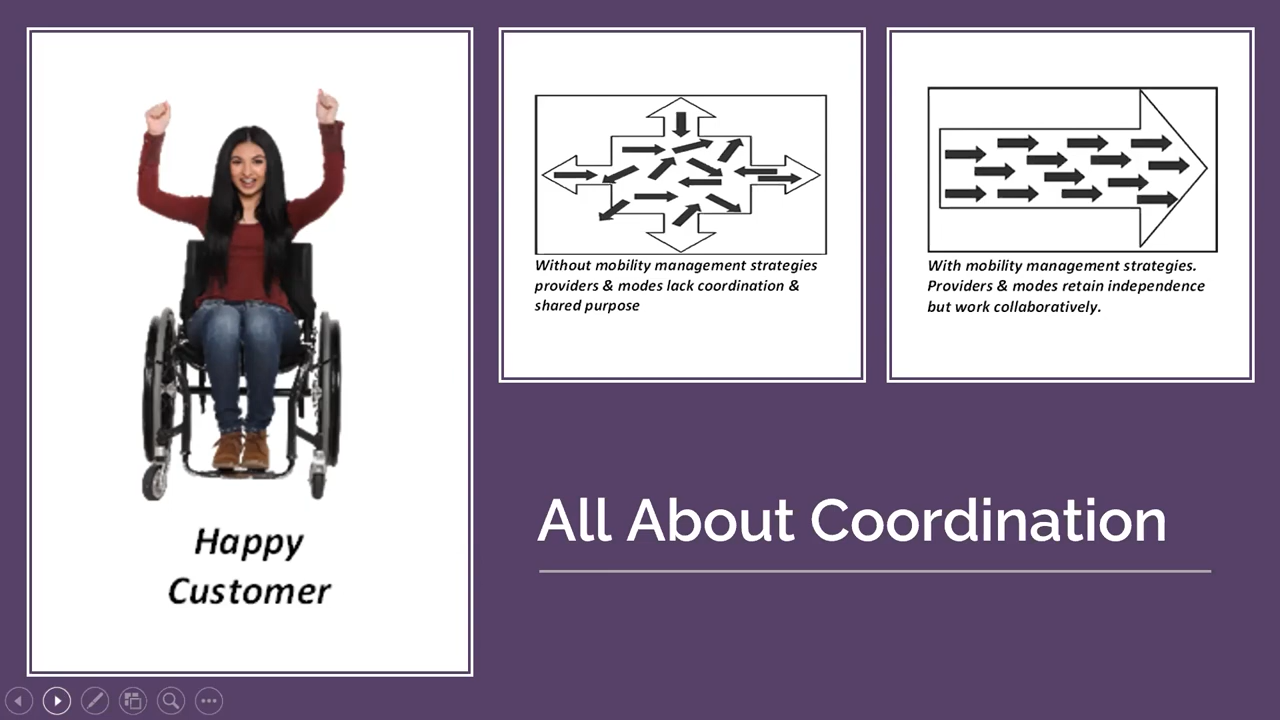 Happy
Customer
Without mobility management strategies
providers & modes lack coordination &
shared purpose
With mobility management strategies.
Providers & modes retain independence
but work collaboratively.
All About Coordination